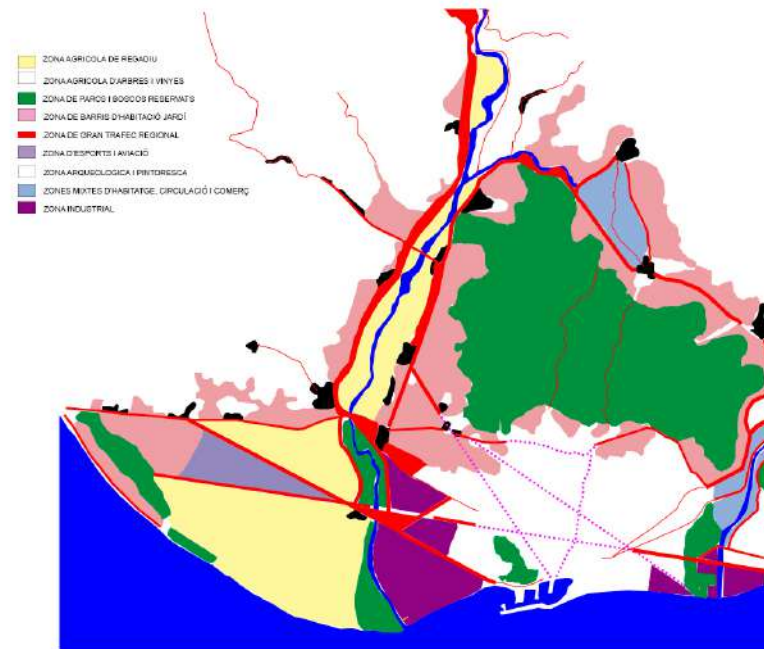 ZONA AGRICOLA DE REGADIU
ZONA AGRICOLA D'ARBRES I VINYES
ZONA DE PARCS I BOSCOS RESERVATS
ZONA DE BARRIS D'HABITACIÓ JARDÍ
ZONA DE GRAN TRAFEC REGIONAL
ZONA D'ESPORTS I AVIACIÓ
ZONA ARQUEOLOGICA I PINTORESCA
ZONES MIXTES D'HABITATGE, CIRCULACIÓ I COMERÇ
ZONA INDUSTRIAL